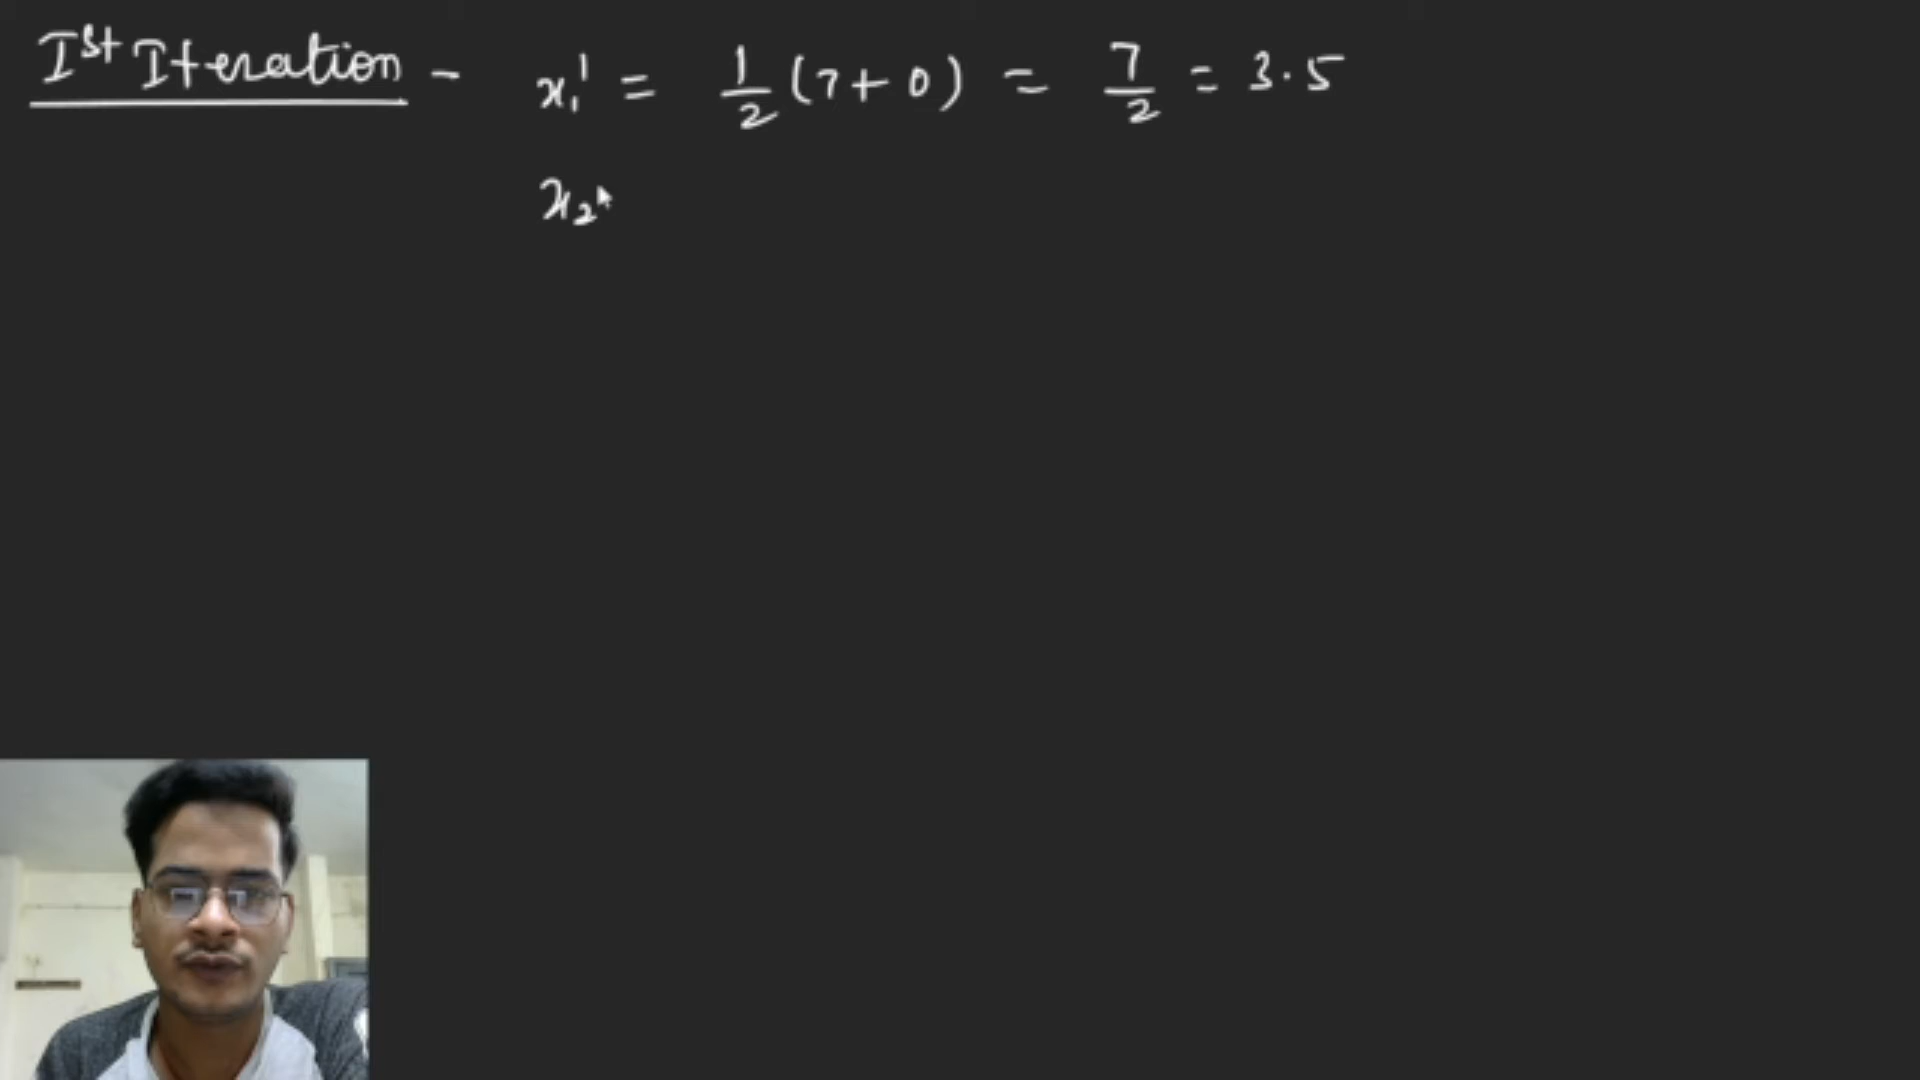 Ist Iteration - x₁¹ = 1/2 (7+0) = 7/2 = 3.5
x₂